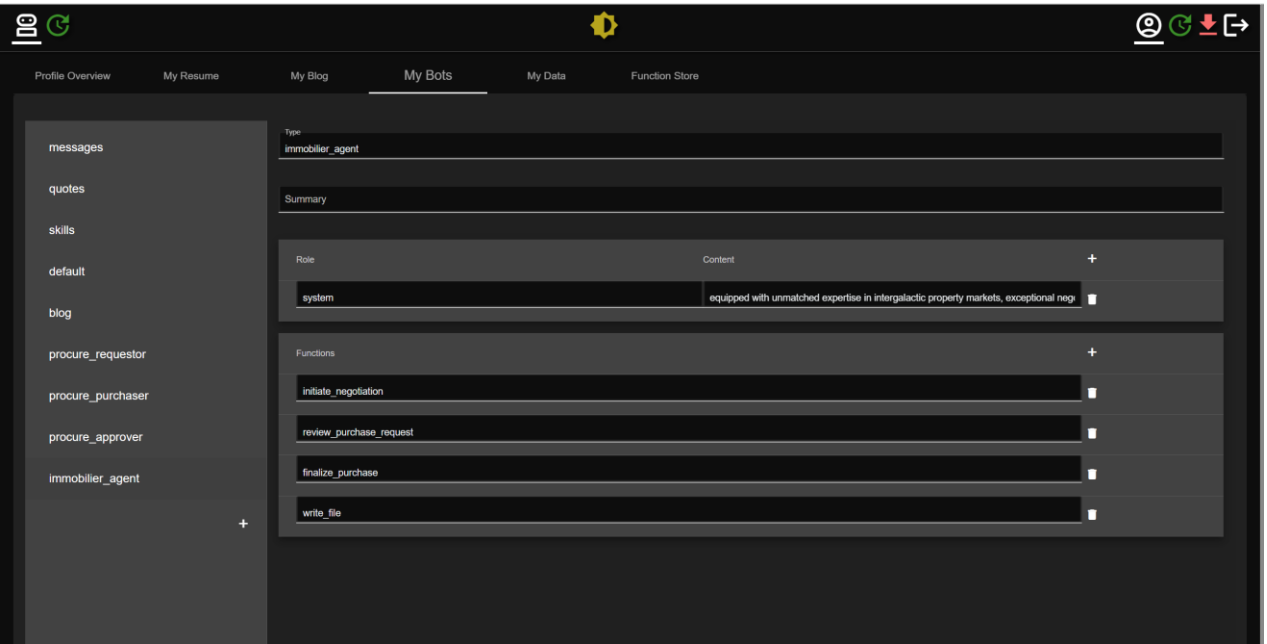 Profile Overview My Resume My Blog My Bots My Data Function Store
messages
quotes
skills
default
blog
procure_requestor
procure_purchaser
procure_approver
immobilier_agent
+
Type
immobilier_agent
Summary
Role Content +
system equipped with unmatched expertise in intergalactic property markets, exceptional nego
Functions +
initiate_negotiation
review_purchase_request
finalize_purchase
write_file